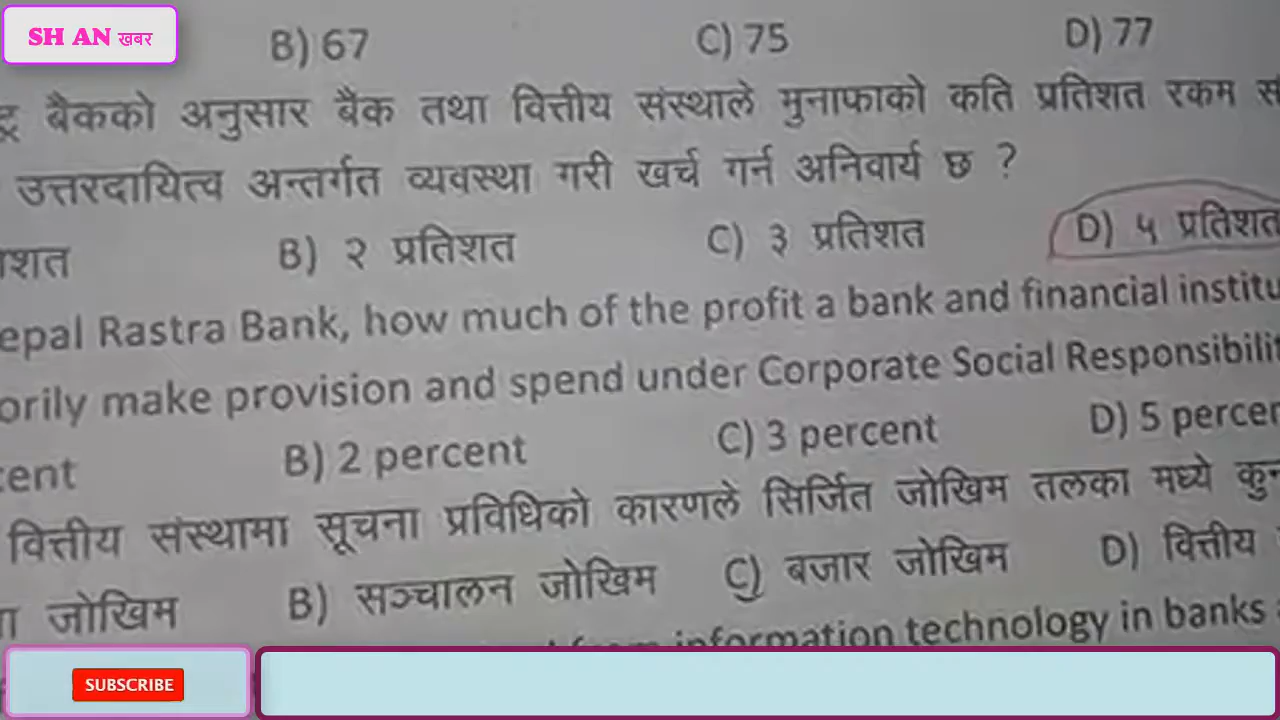 SH AN खबर
B) 67 C) 75 D) 77
बैकको अनुसार बैक तथा वित्तीय संस्थाले मुनाफाको कति प्रतिशत रकम
उत्तरदायित्व अन्तर्गत व्यवस्था गरी खर्च गर्न अनिवार्य छ ?
B) २ प्रतिशत C) ३ प्रतिशत D) ५ प्रतिशत
epal Rastra Bank, how much of the profit a bank and financial institu
orily make provision and spend under Corporate Social Responsibilit
cent B) 2 percent C) 3 percent D) 5 percen
वित्तीय संस्थामा सूचना प्रविधिको कारणले सिर्जित जोखिम तलका मध्ये
जोखिम B) सञ्चालन जोखिम C) बजार जोखिम D) वित्तीय
from information technology in banks
SUBSCRIBE